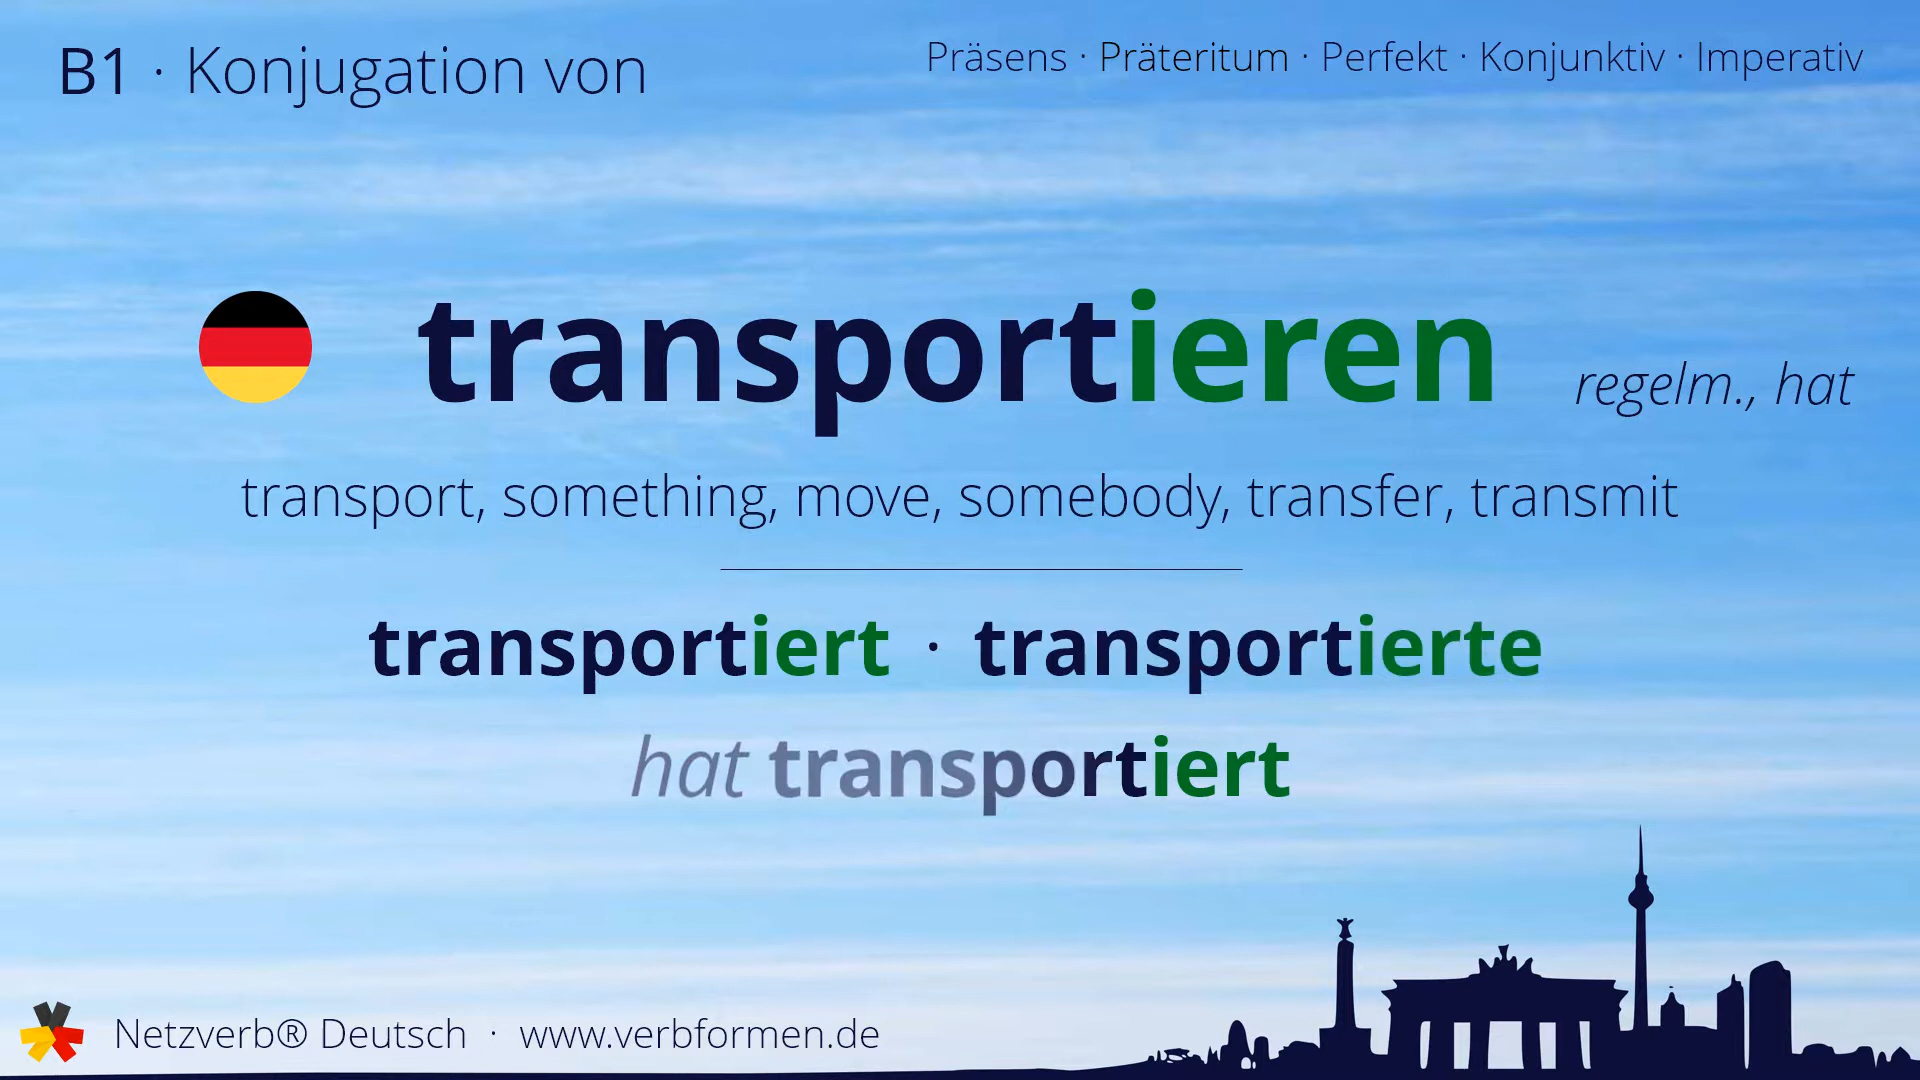 B1 · Konjugation von
Präsens · Präteritum · Perfekt · Konjunktiv · Imperativ
transportieren
regelm., hat
transport, something, move, somebody, transfer, transmit
transportiert · transportierte
hat transportiert
Netzverb® Deutsch · www.verbformen.de